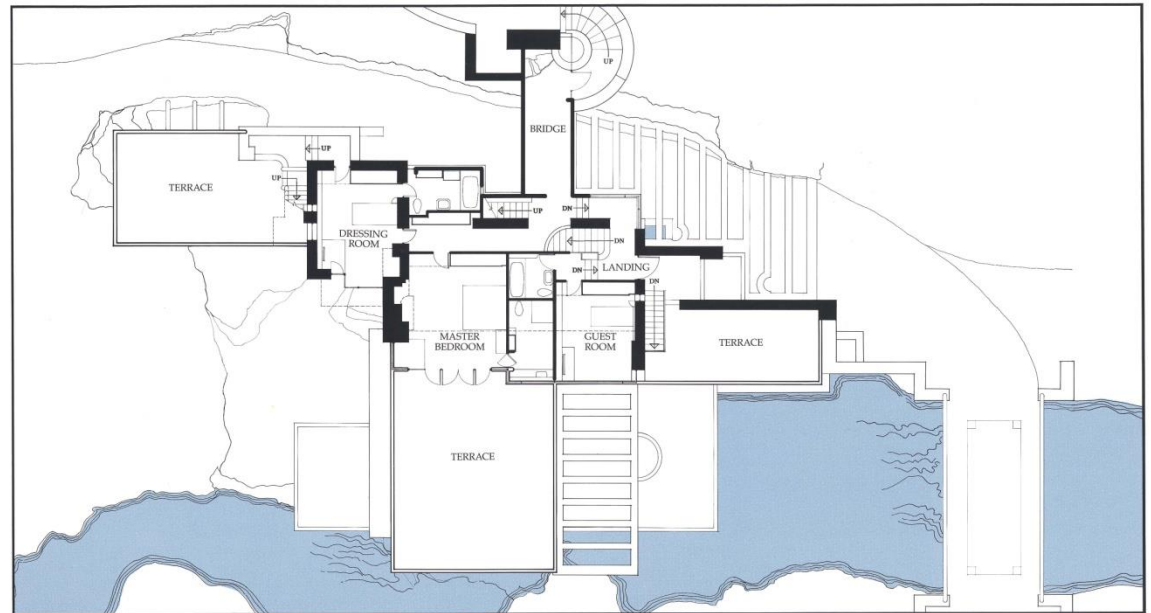 UP
BRIDGE
UP
TERRACE
UP
DRESSING
ROOM
UP
DN
DN
DN
LANDING
DN
MASTER
BEDROOM
GUEST
ROOM
TERRACE
TERRACE